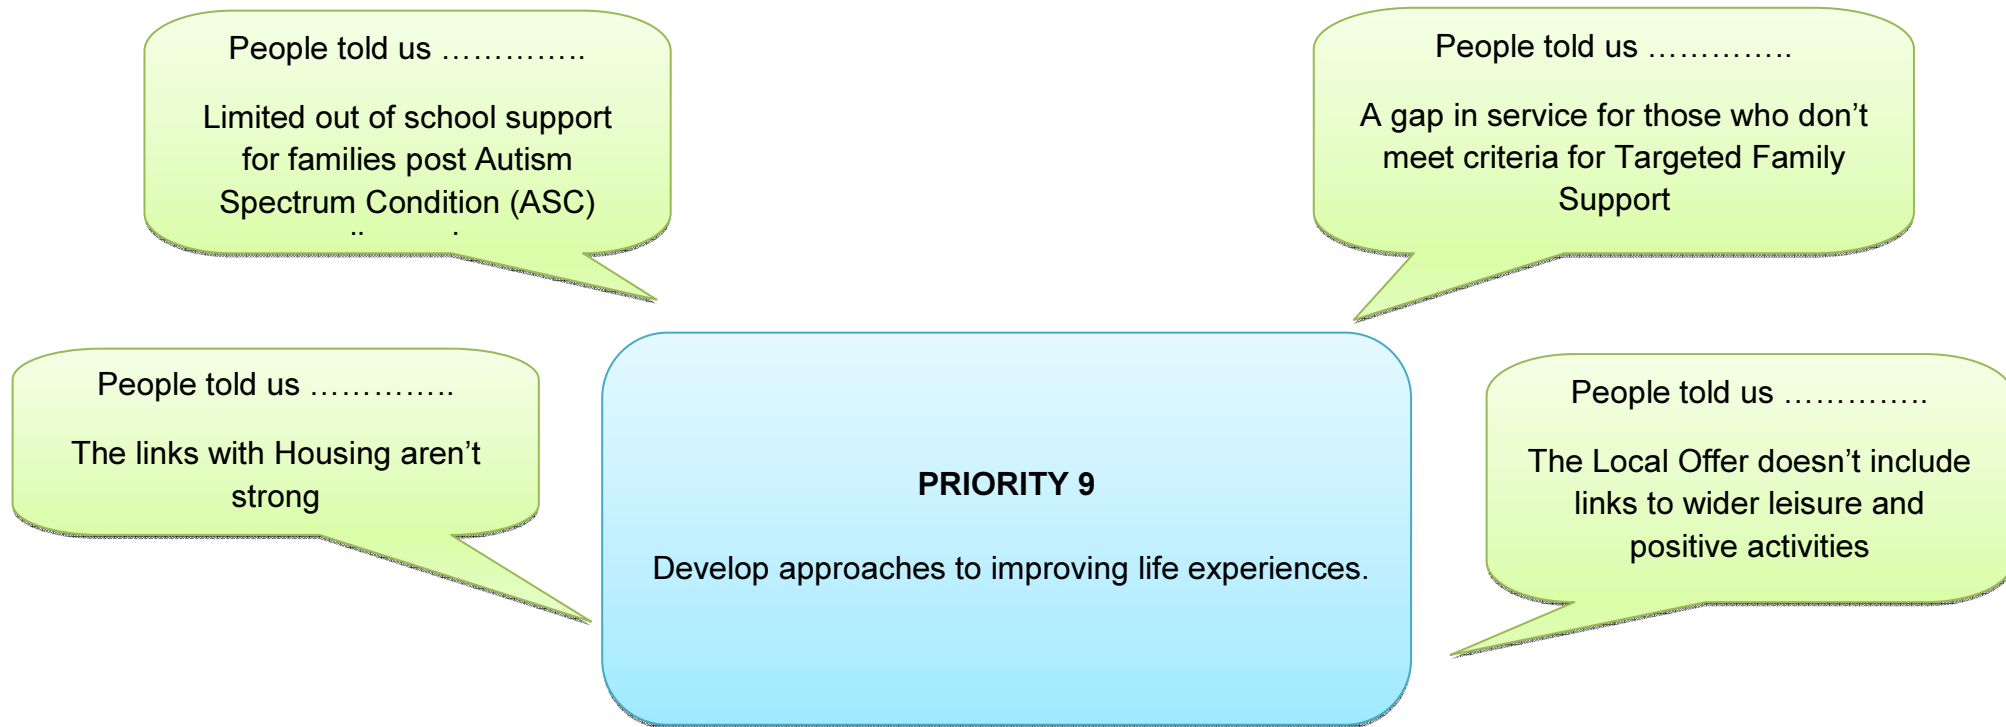 People told us …………..
Limited out of school support
for families post Autism
Spectrum Condition (ASC)
People told us …………..
A gap in service for those who don’t
meet criteria for Targeted Family
Support
People told us …………..
The links with Housing aren’t
strong
PRIORITY 9
Develop approaches to improving life experiences.
People told us …………..
The Local Offer doesn’t include
links to wider leisure and
positive activities